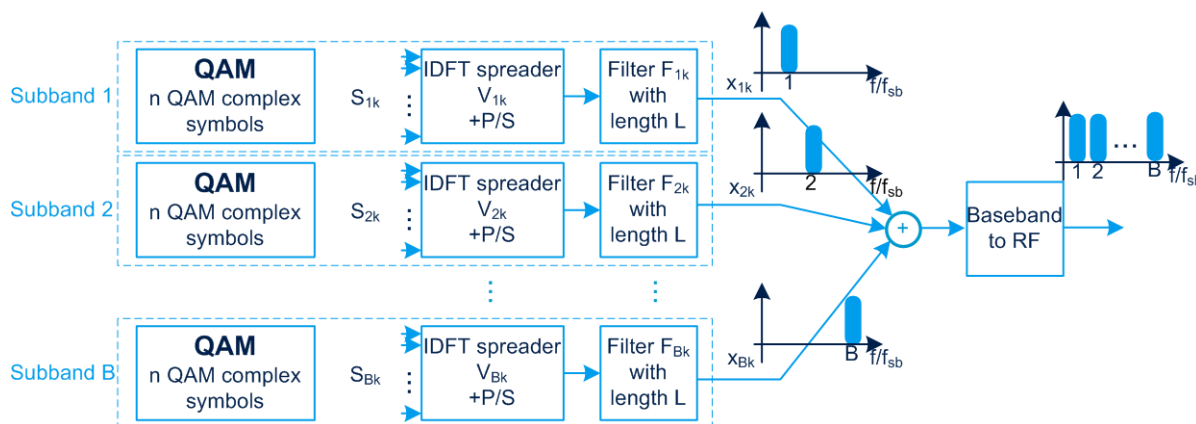 Subband 1
QAM
n QAM complex
symbols
S1k
IDFT spreader
V1k
+P/S
Filter F1k
with
length L
x1k
1
f/fsb
Subband 2
QAM
n QAM complex
symbols
S2k
IDFT spreader
V2k
+P/S
Filter F2k
with
length L
x2k
2
f/fsb
Subband B
QAM
n QAM complex
symbols
SBk
IDFT spreader
VBk
+P/S
Filter FBk
with
length L
xBk
B
f/fsb
+
Baseband
to RF
1 2 ... B
f/fsb